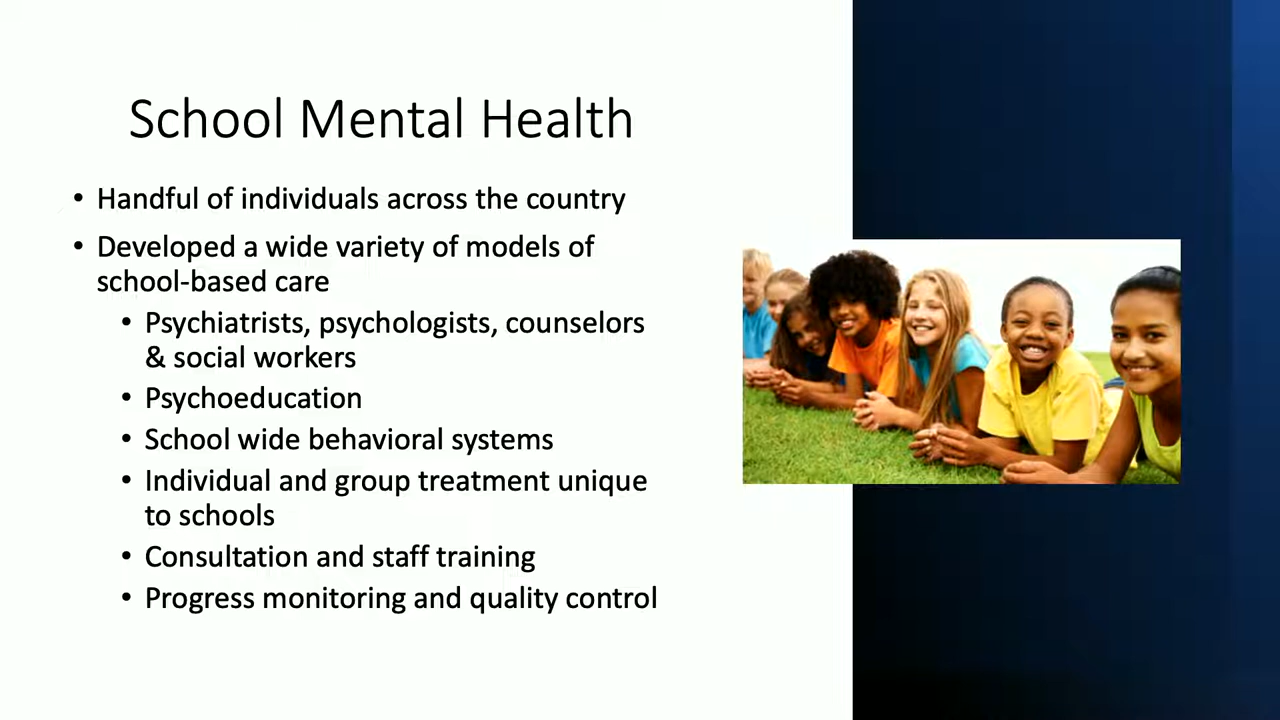 School Mental Health
• Handful of individuals across the country
• Developed a wide variety of models of
school-based care
• Psychiatrists, psychologists, counselors
& social workers
• Psychoeducation
• School wide behavioral systems
• Individual and group treatment unique
to schools
• Consultation and staff training
• Progress monitoring and quality control